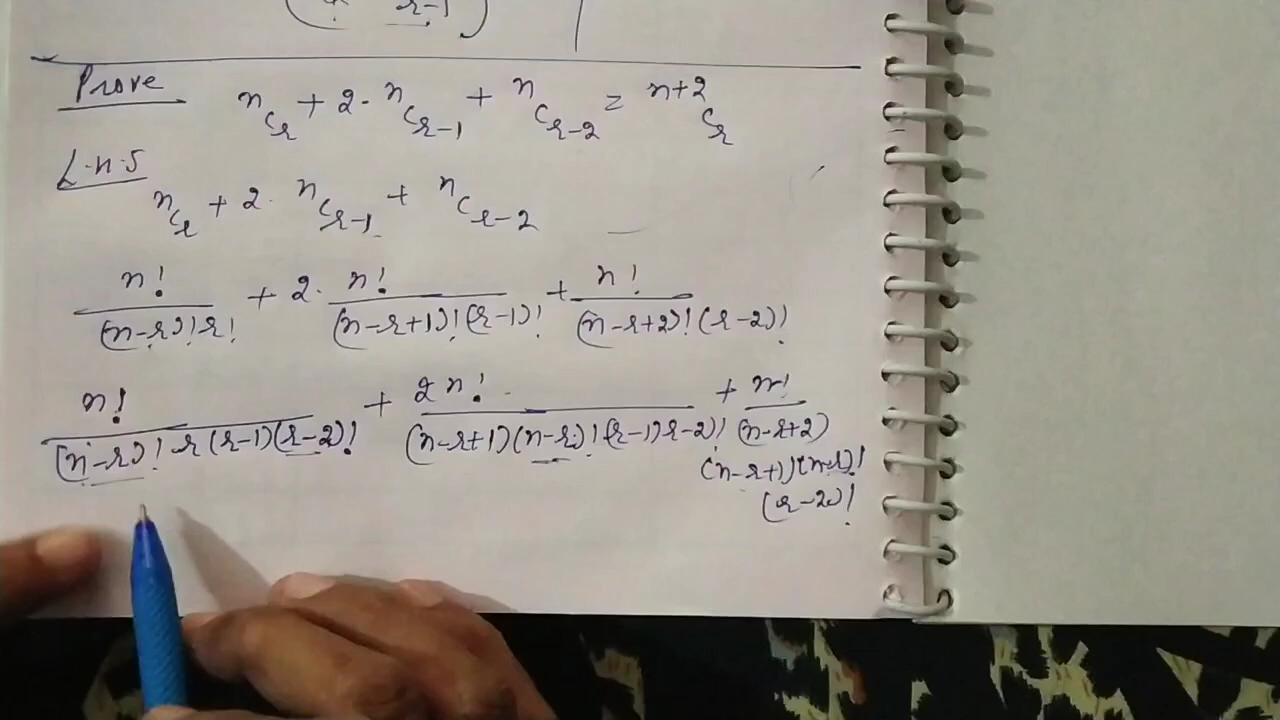 r-1
Prove nCr + 2· nCr-1 + nCr-2 = n+2Cr
L.H.S
nCr + 2· nCr-1 + nCr-2
n!/(n-r)!r! + 2· n!/(n-r+1)!(r-1)! + n!/(n-r+2)!(r-2)!
n!/(n-r)! r(r-1)(r-2)! + 2n!/(n-r+1)(n-r)!(r-1)r-2)! + n!/(n-r+2)
(n-r+1)(n-r)!
(r-2)!